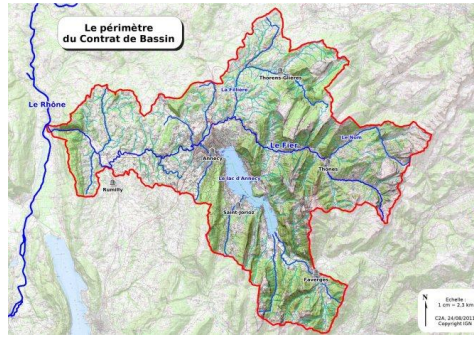 Le périmètre
du Contrat de Bassin
Thorens-Glières
La Fillière
Le Rhône
Le Fier
Le Nom
Annecy
Thônes
Le lac d'Annecy
Rumilly
Saint-Jorioz
Faverges
N
Echelle :
1 cm = 2,3 km
C2A, 24/08/2011
Copyright IGN